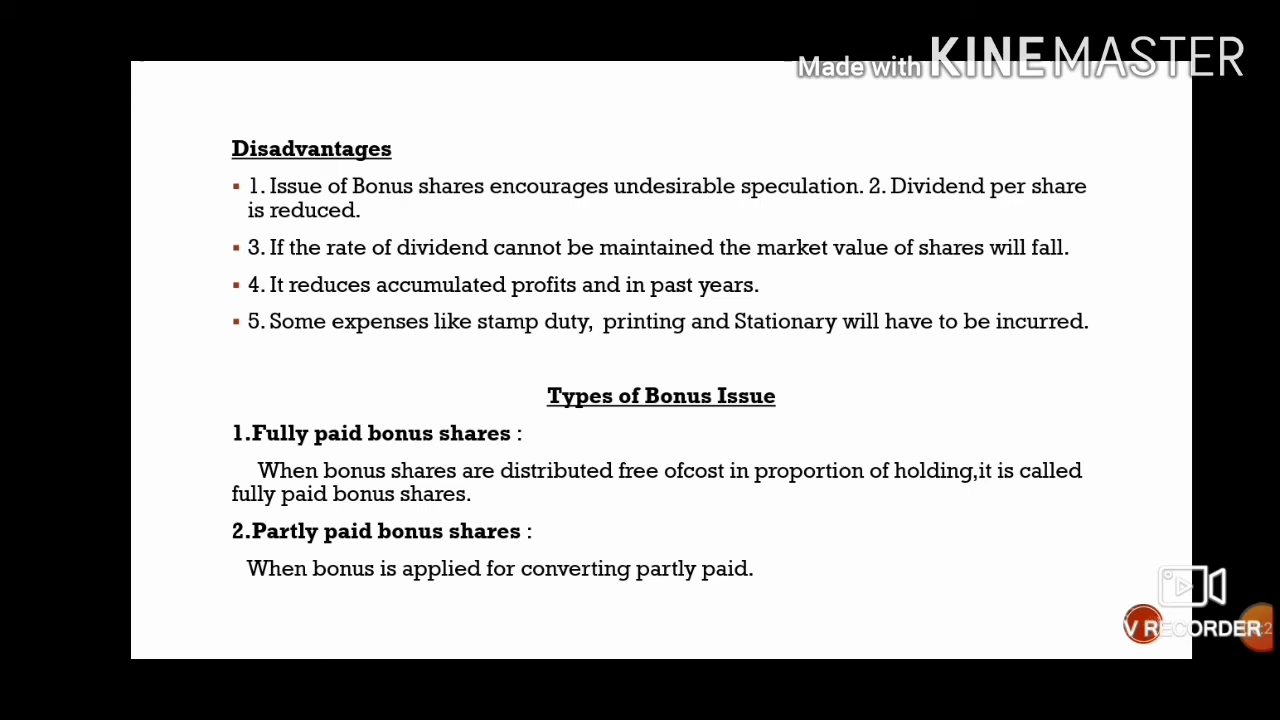 Made with KINEMASTER
Disadvantages
▪ 1. Issue of Bonus shares encourages undesirable speculation. 2. Dividend per share
is reduced.
▪ 3. If the rate of dividend cannot be maintained the market value of shares will fall.
▪ 4. It reduces accumulated profits and in past years.
▪ 5. Some expenses like stamp duty, printing and Stationary will have to be incurred.
Types of Bonus Issue
1.Fully paid bonus shares :
When bonus shares are distributed free ofcost in proportion of holding,it is called
fully paid bonus shares.
2.Partly paid bonus shares :
When bonus is applied for converting partly paid.
V RECORDER